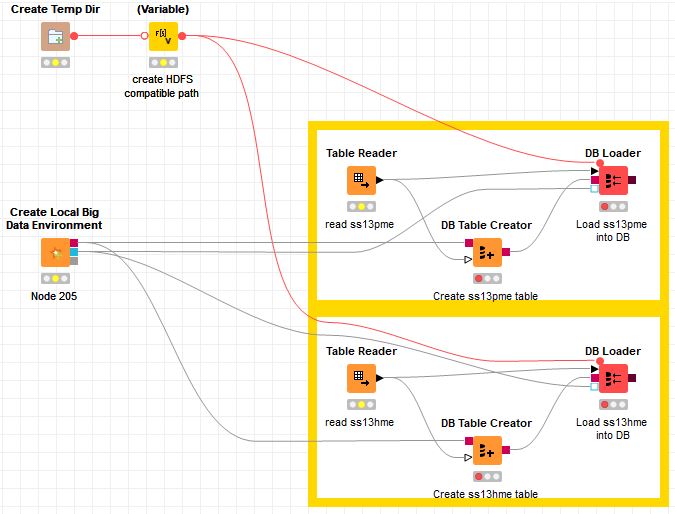 Create Temp Dir
(Variable)
f[s]
V
create HDFS
compatible path
Table Reader
DB Loader
read ss13pme
Load ss13pme
into DB
DB Table Creator
Create ss13pme table
Create Local Big
Data Environment
Node 205
Table Reader
DB Loader
read ss13hme
Load ss13hme
into DB
DB Table Creator
Create ss13hme table